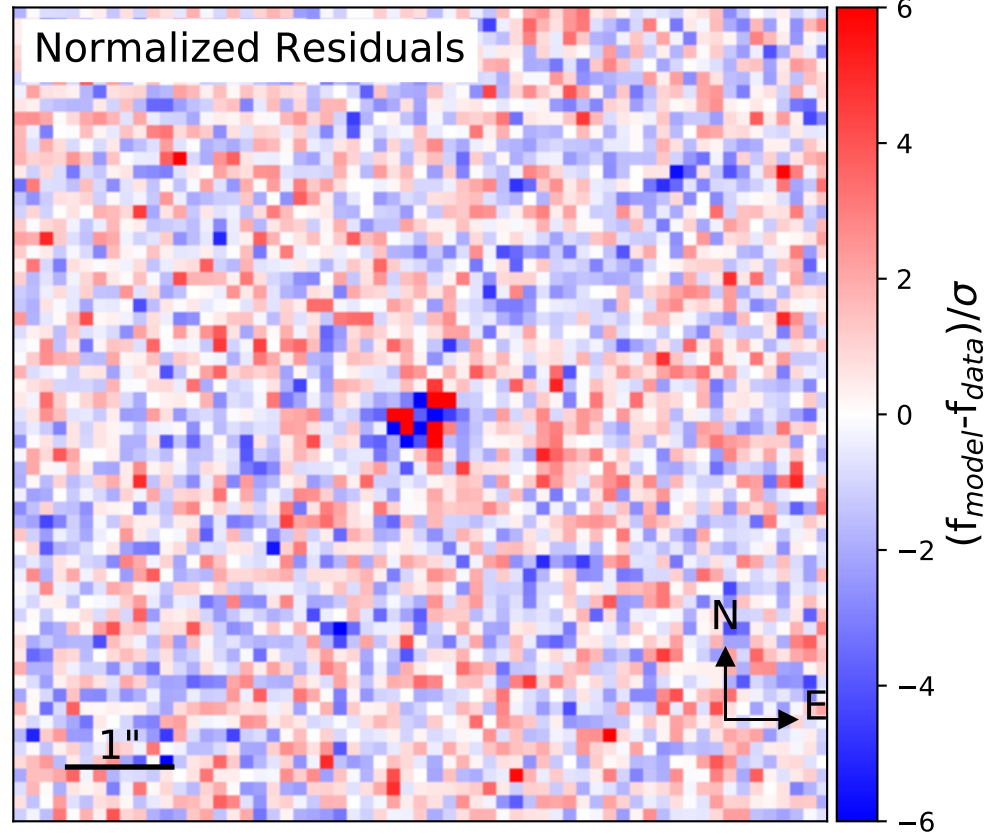 Normalized Residuals
6
4
2
0
−2
−4
−6
(f_model-f_data)/σ
N
E
1"